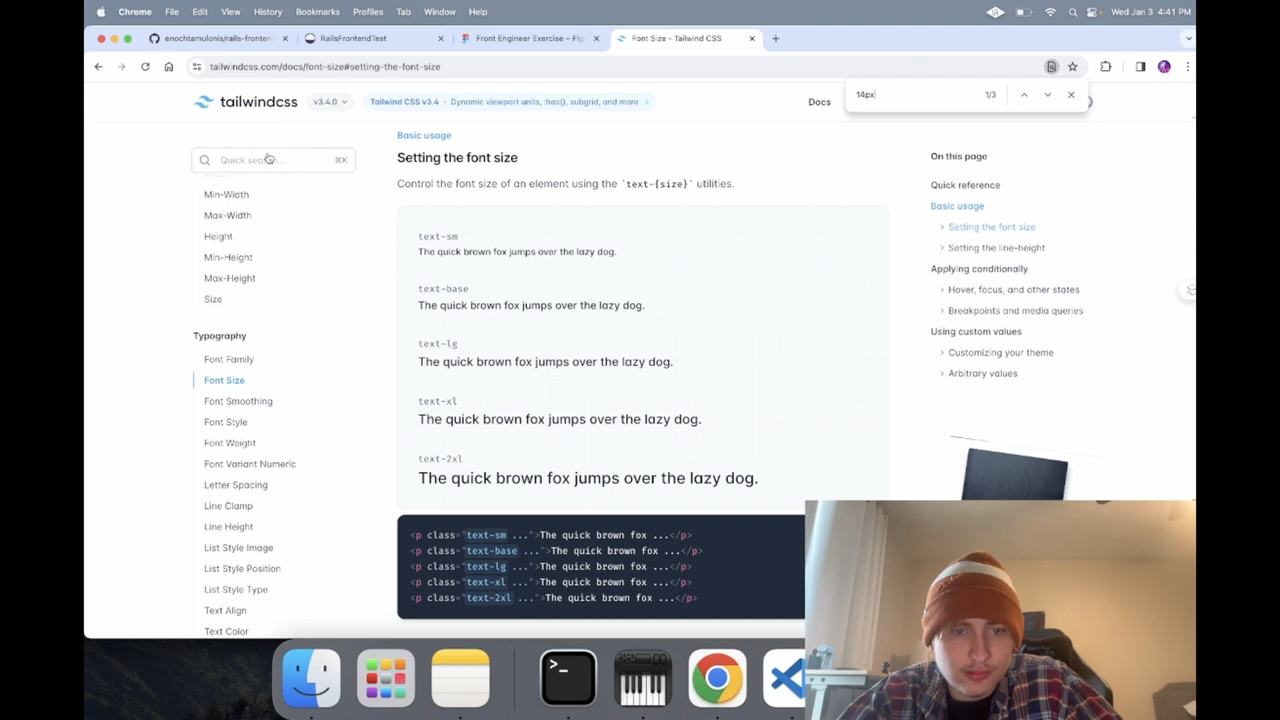 Chrome File Edit View History Bookmarks Profiles Tab Window Help Wed Jan 3 4:41 PM
enochtamulonis/rails-fronten RailsFrontendTest Front Engineer Exercise – Fig Font Size - Tailwind CSS
tailwindcss.com/docs/font-size#setting-the-font-size
14px 1/3
tailwindcss v3.4.0 Tailwind CSS v3.4 · Dynamic viewport units, :has(), subgrid, and more Docs
Quick
⌘K
Min-Width
Max-Width
Height
Min-Height
Max-Height
Size
Typography
Font Family
Font Size
Font Smoothing
Font Style
Font Weight
Font Variant Numeric
Letter Spacing
Line Clamp
Line Height
List Style Image
List Style Position
List Style Type
Text Align
Text Color
Basic usage
Setting the font size
Control the font size of an element using the `text-{size}` utilities.
text-sm
The quick brown fox jumps over the lazy dog.
text-base
The quick brown fox jumps over the lazy dog.
text-lg
The quick brown fox jumps over the lazy dog.
text-xl
The quick brown fox jumps over the lazy dog.
text-2xl
The quick brown fox jumps over the lazy dog.
<p class="text-sm ...">The quick brown fox ...</p>
<p class="text-base ...">The quick brown fox ...</p>
<p class="text-lg ...">The quick brown fox ...</p>
<p class="text-xl ...">The quick brown fox ...</p>
<p class="text-2xl ...">The quick brown fox ...</p>
On this page
Quick reference
Basic usage
Setting the font size
Setting the line-height
Applying conditionally
Hover, focus, and other states
Breakpoints and media queries
Using custom values
Customizing your theme
Arbitrary values